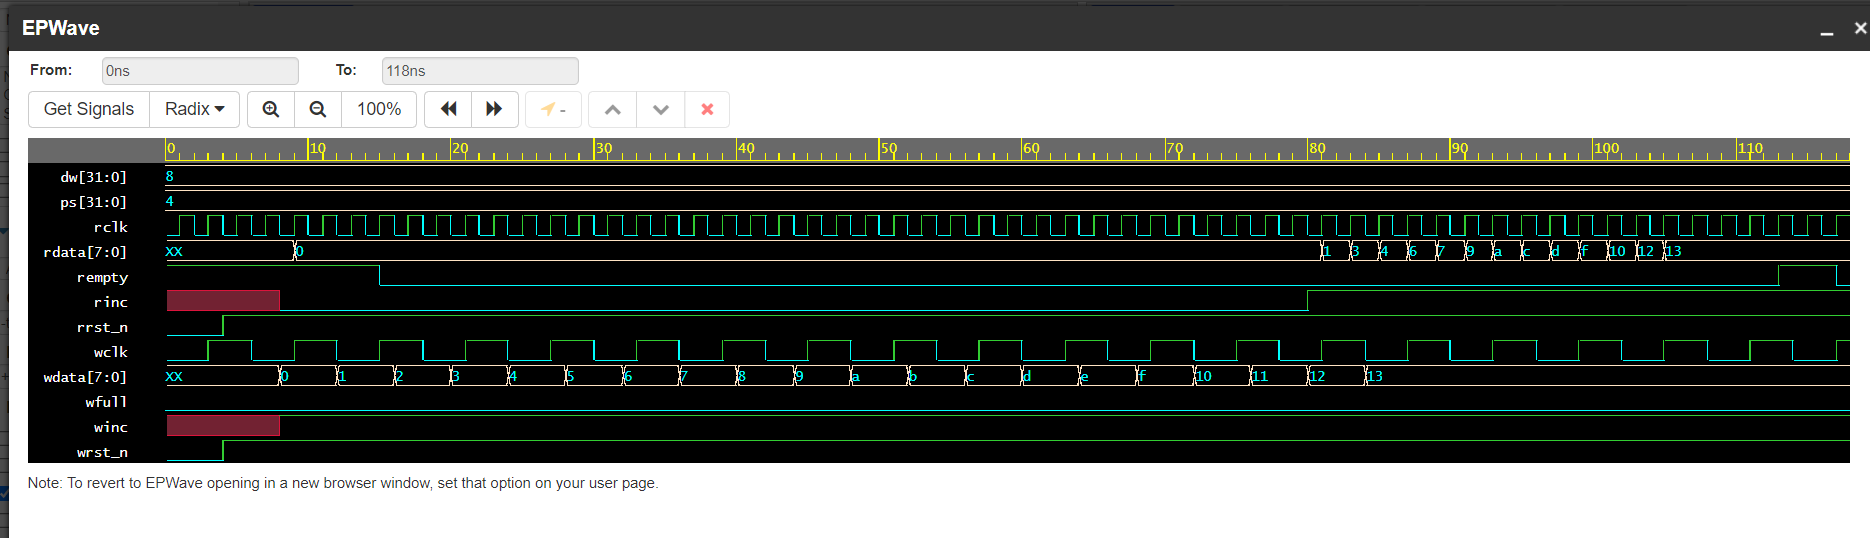 EPWave
From: 0ns To: 118ns
Get Signals Radix 100% -
0 10 20 30 40 50 60 70 80 90 100 110
dw[31:0] 8
ps[31:0] 4
rclk
rdata[7:0] XX 0 1 3 4 6 7 9 a c d f 10 12 13
rempty
rinc
rrst_n
wclk
wdata[7:0] XX 0 1 2 3 4 5 6 7 8 9 a b c d e f 10 11 12 13
wfull
winc
wrst_n
Note: To revert to EPWave opening in a new browser window, set that option on your user page.